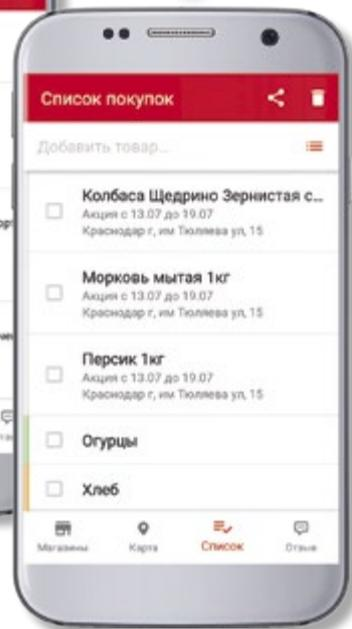 Список покупок
Добавить товар...
Колбаса Щедрино Зернистая с...
Акция с 13.07 до 19.07
Краснодар г, им Тюляева ул, 15
Морковь мытая 1кг
Акция с 13.07 до 19.07
Краснодар г, им Тюляева ул, 15
Персик 1кг
Акция с 13.07 до 19.07
Краснодар г, им Тюляева ул, 15
Огурцы
Хлеб
Магазины Карта Список Отзыв